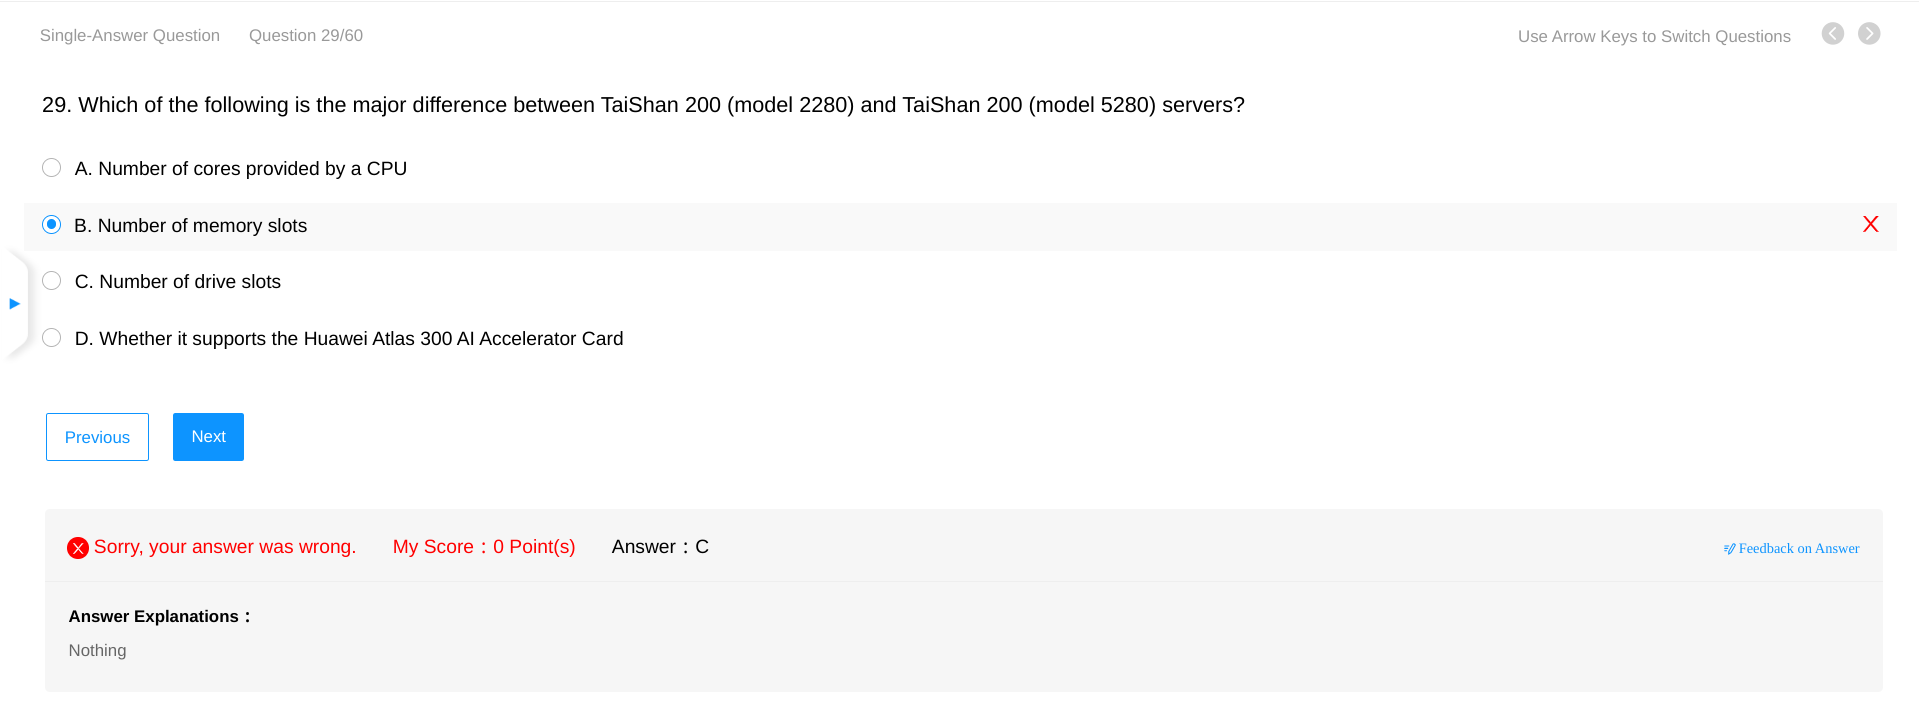 Single-Answer Question Question 29/60 Use Arrow Keys to Switch Questions
29. Which of the following is the major difference between TaiShan 200 (model 2280) and TaiShan 200 (model 5280) servers?
A. Number of cores provided by a CPU
B. Number of memory slots
C. Number of drive slots
D. Whether it supports the Huawei Atlas 300 AI Accelerator Card
Previous Next
Sorry, your answer was wrong. My Score：0 Point(s) Answer：C Feedback on Answer
Answer Explanations：
Nothing